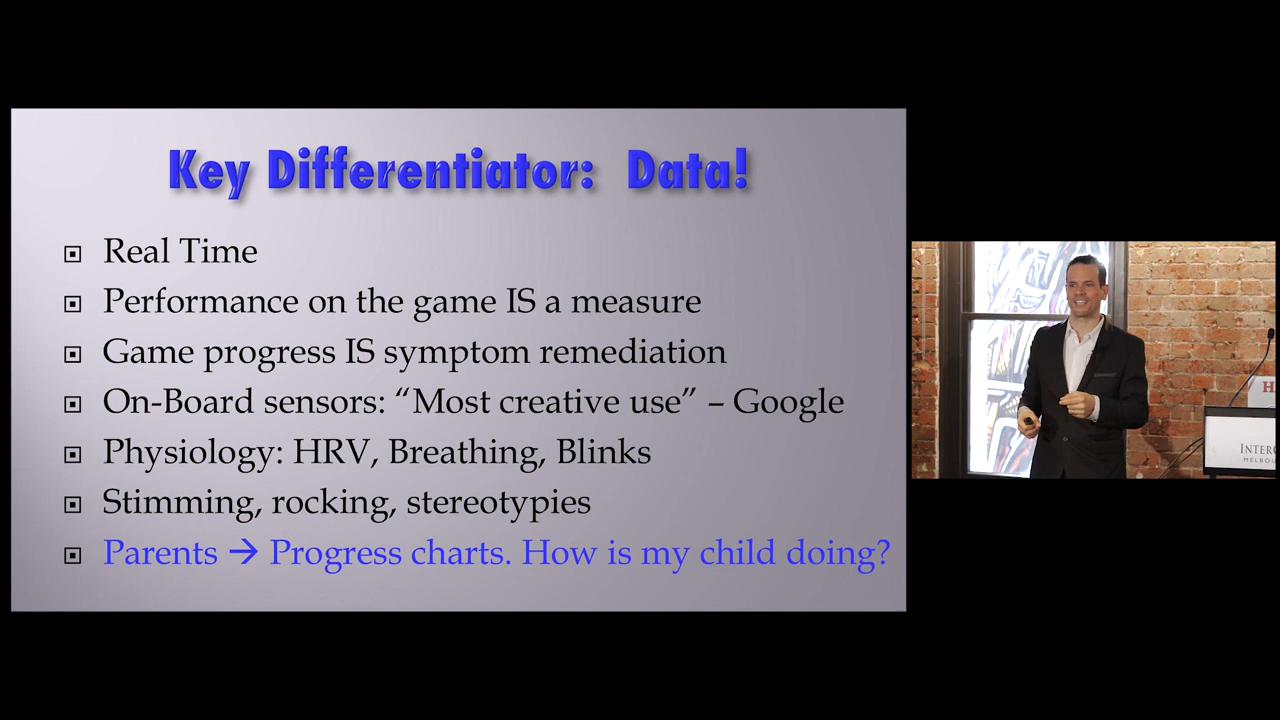 Key Differentiator: Data!
Real Time
Performance on the game IS a measure
Game progress IS symptom remediation
On-Board sensors: “Most creative use” – Google
Physiology: HRV, Breathing, Blinks
Stimming, rocking, stereotypies
Parents → Progress charts. How is my child doing?
H
INTERC
MELBOU